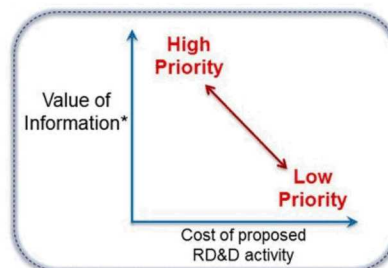 High
Priority
Value of
Information*
Low
Priority
Cost of proposed
RD&D activity